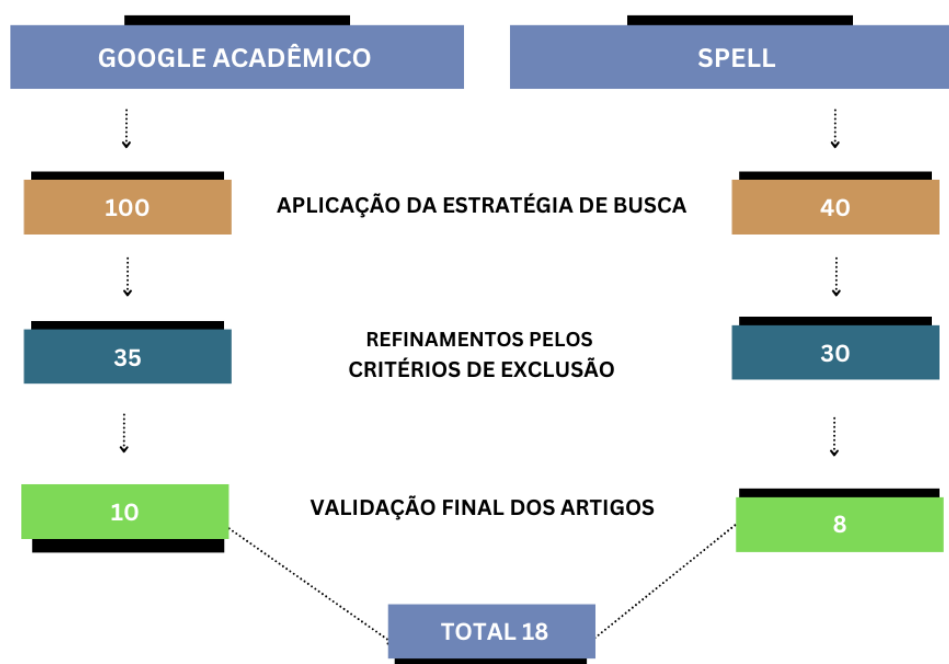 GOOGLE ACADÊMICO
SPELL
100
APLICAÇÃO DA ESTRATÉGIA DE BUSCA
40
35
REFINAMENTOS PELOS
CRITÉRIOS DE EXCLUSÃO
30
10
VALIDAÇÃO FINAL DOS ARTIGOS
8
TOTAL 18